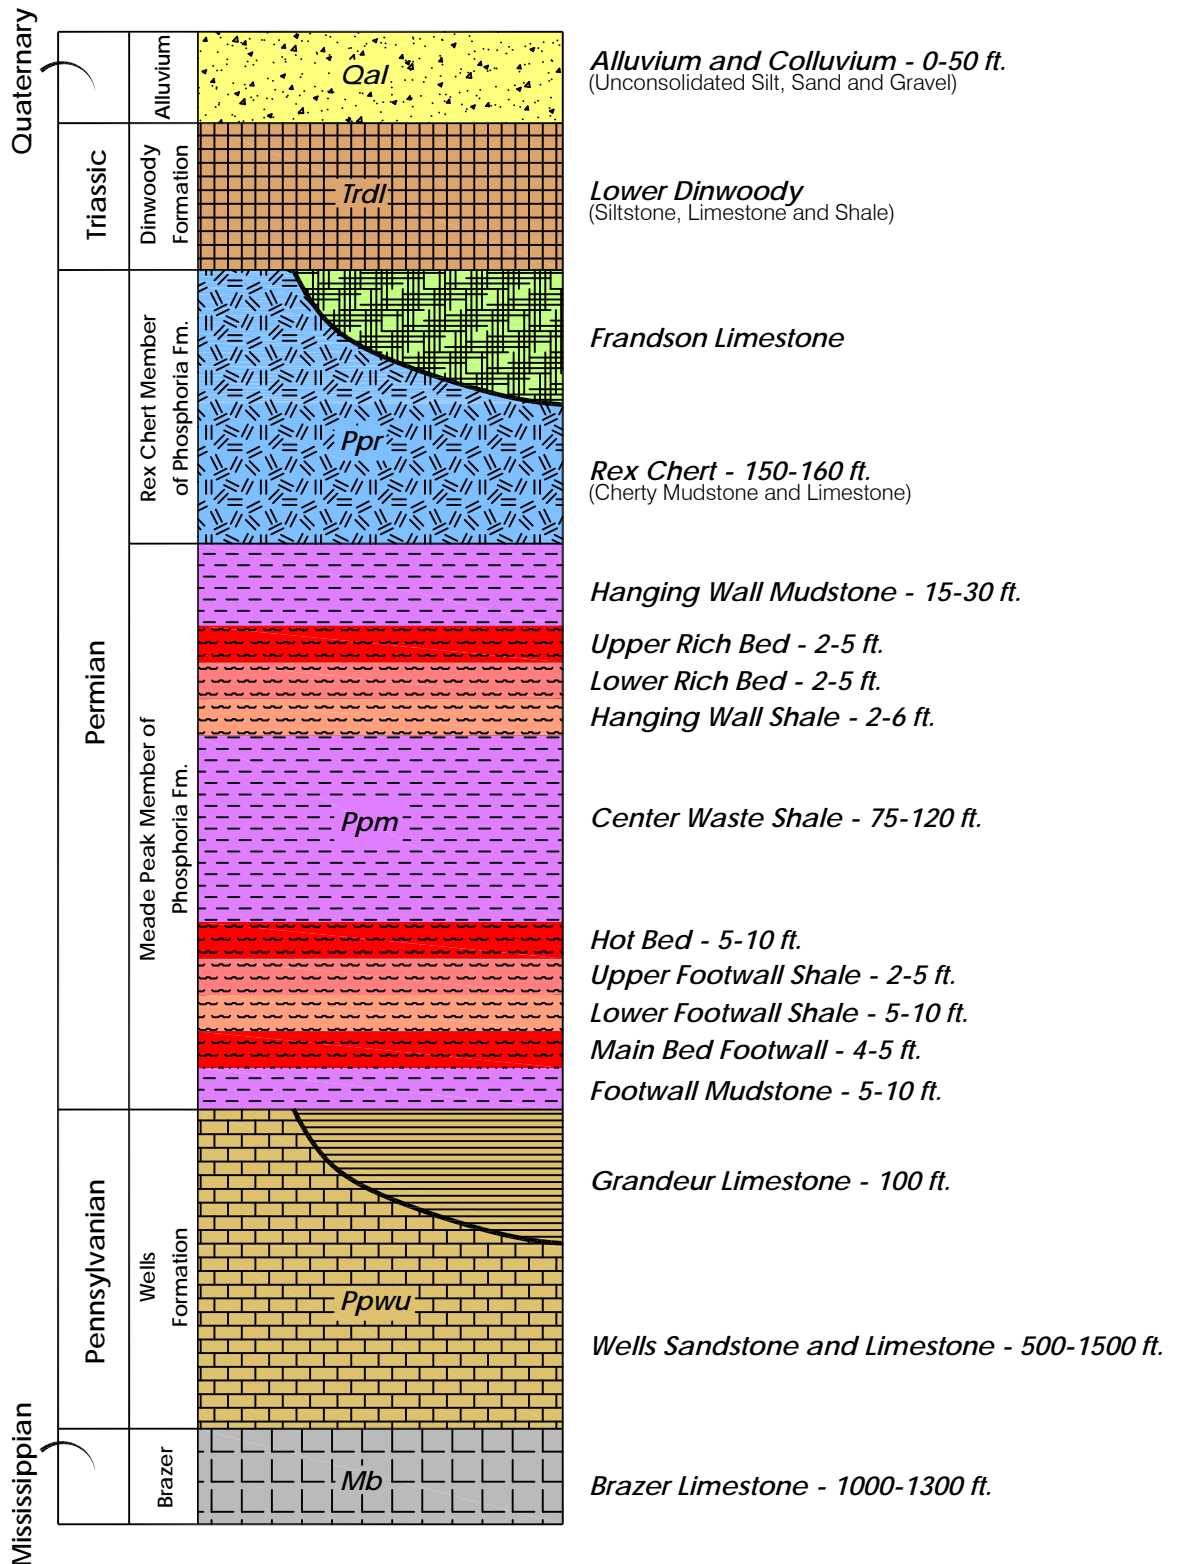 Quaternary
Alluvium
Qal
Alluvium and Colluvium - 0-50 ft.
(Unconsolidated Silt, Sand and Gravel)
Triassic
Dinwoody
Formation
Trdl
Lower Dinwoody
(Siltstone, Limestone and Shale)
Permian
Rex Chert Member
of Phosphoria Fm.
Frandson Limestone
Ppr
Rex Chert - 150-160 ft.
(Cherty Mudstone and Limestone)
Meade Peak Member of
Phosphoria Fm.
Hanging Wall Mudstone - 15-30 ft.
Upper Rich Bed - 2-5 ft.
Lower Rich Bed - 2-5 ft.
Hanging Wall Shale - 2-6 ft.
Ppm
Center Waste Shale - 75-120 ft.
Hot Bed - 5-10 ft.
Upper Footwall Shale - 2-5 ft.
Lower Footwall Shale - 5-10 ft.
Main Bed Footwall - 4-5 ft.
Footwall Mudstone - 5-10 ft.
Pennsylvanian
Wells
Formation
Grandeur Limestone - 100 ft.
Ppwu
Wells Sandstone and Limestone - 500-1500 ft.
Mississippian
Brazer
Mb
Brazer Limestone - 1000-1300 ft.